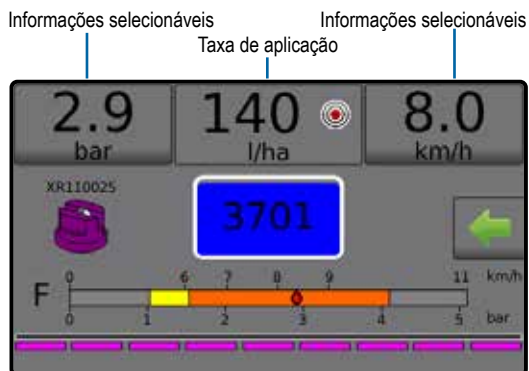 Informações selecionáveis Informações selecionáveis
Taxa de aplicação
2.9 140 8.0
bar l/ha km/h
XR110025
3701
0 6 7 8 9 11 km/h
F
0 1 2 3 4 5 bar